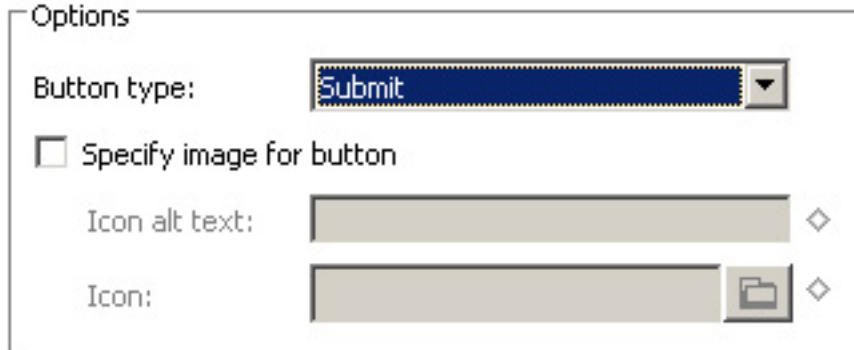 Options
Button type: Submit
Specify image for button
Icon alt text:
Icon: